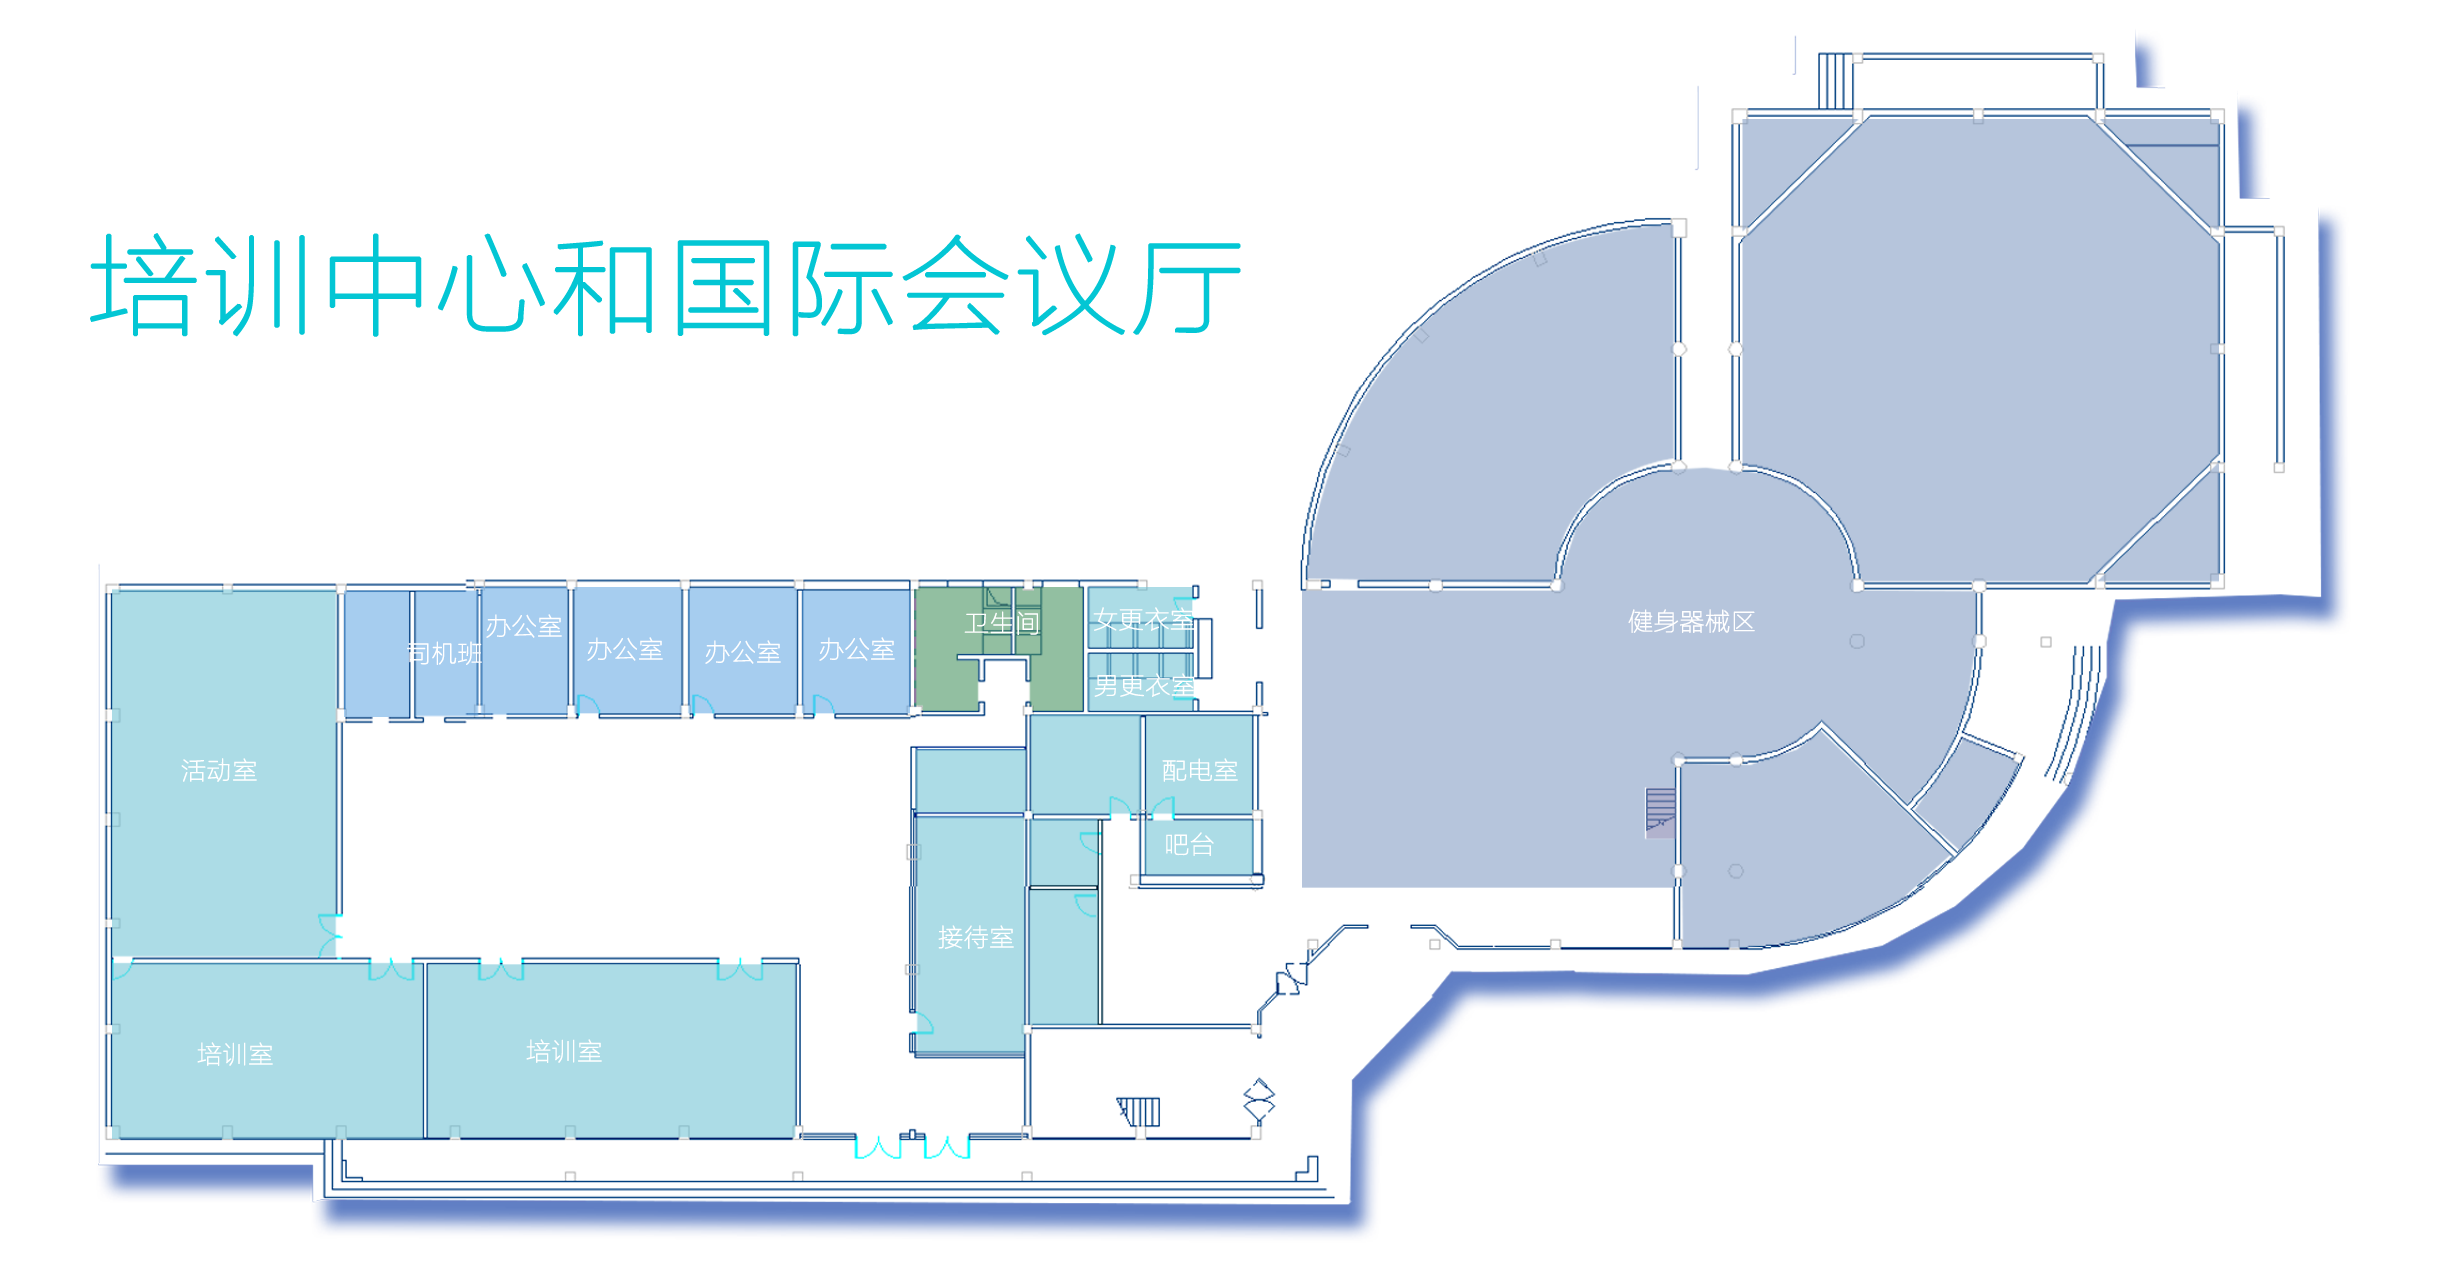 培训中心和国际会议厅
卫生间
女更衣室
健身器械区
司机班
办公室
办公室
办公室
办公室
男更衣室
活动室
配电室
吧台
接待室
培训室
培训室